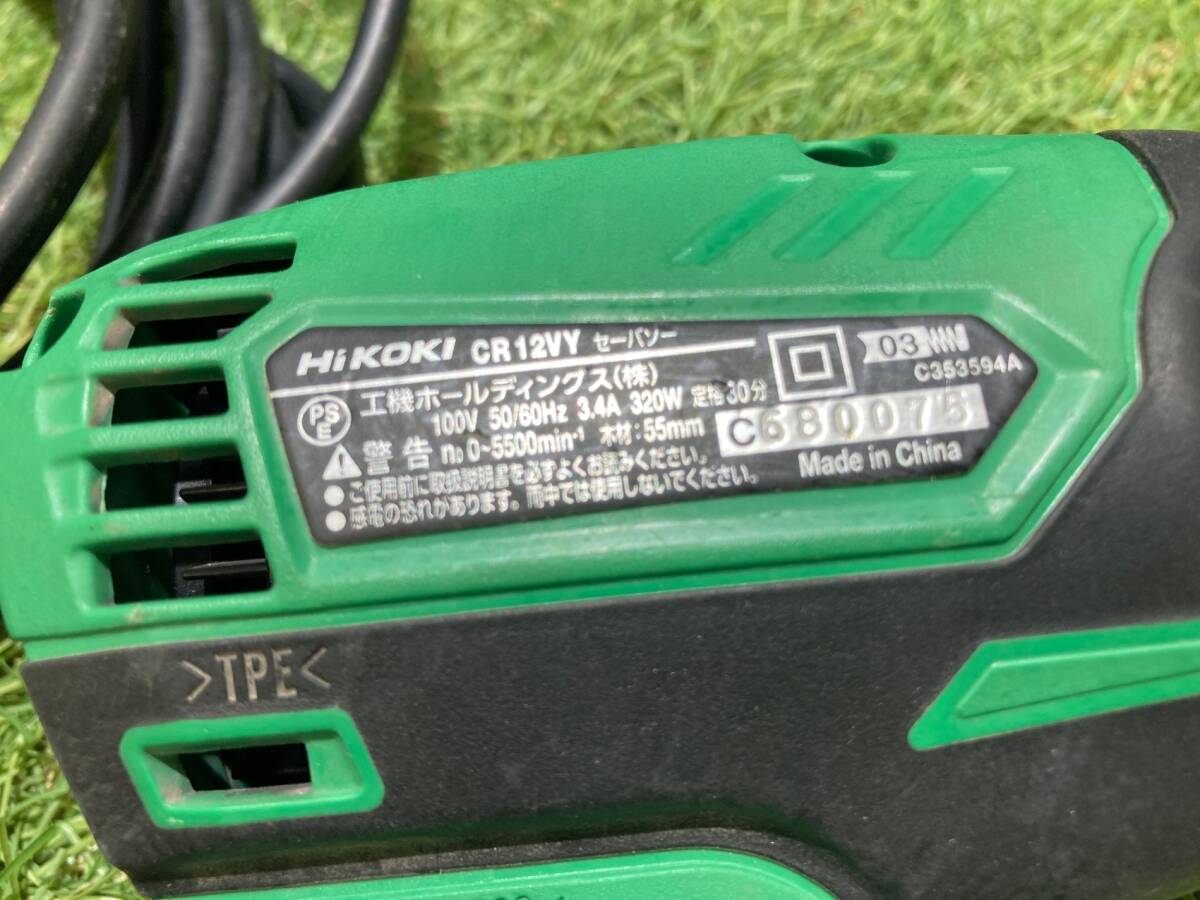 HiKOKI CR12VY セーバソー
03
C353594A
PSE
工機ホールディングス(株)
100V 50/60Hz 3.4A 320W 定格30分
警告 n₀ 0-5500min⁻¹ 木材:55mm
C680075
●ご使用前に取扱説明書を必ずよくお読みください。
●感電の恐れがあります。雨中では使用しないでください。
Made in China
>TPE<